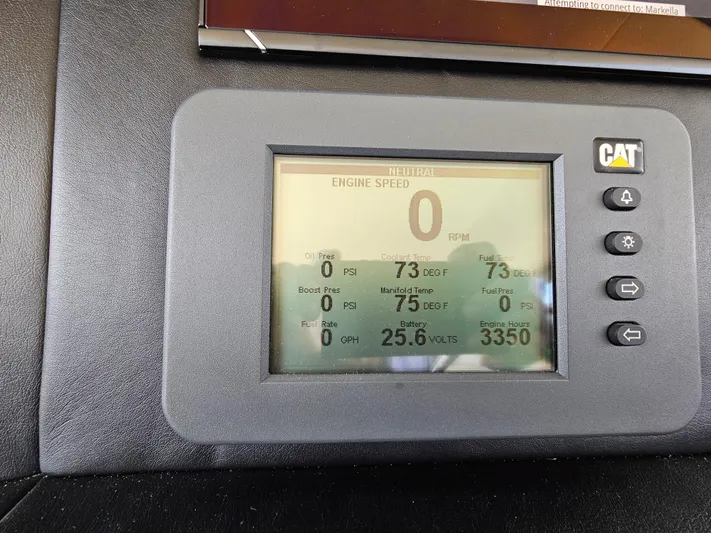 Attempting to connect to: Markella
CAT
NEUTRAL
ENGINE SPEED
0 RPM
Oil Pres Coolant Temp Fuel Temp
0 PSI 73 DEG F 73 DEG F
Boost Pres Manifold Temp Fuel Pres
0 PSI 75 DEG F 0 PSI
Fuel Rate Battery Engine Hours
0 GPH 25.6 VOLTS 3350